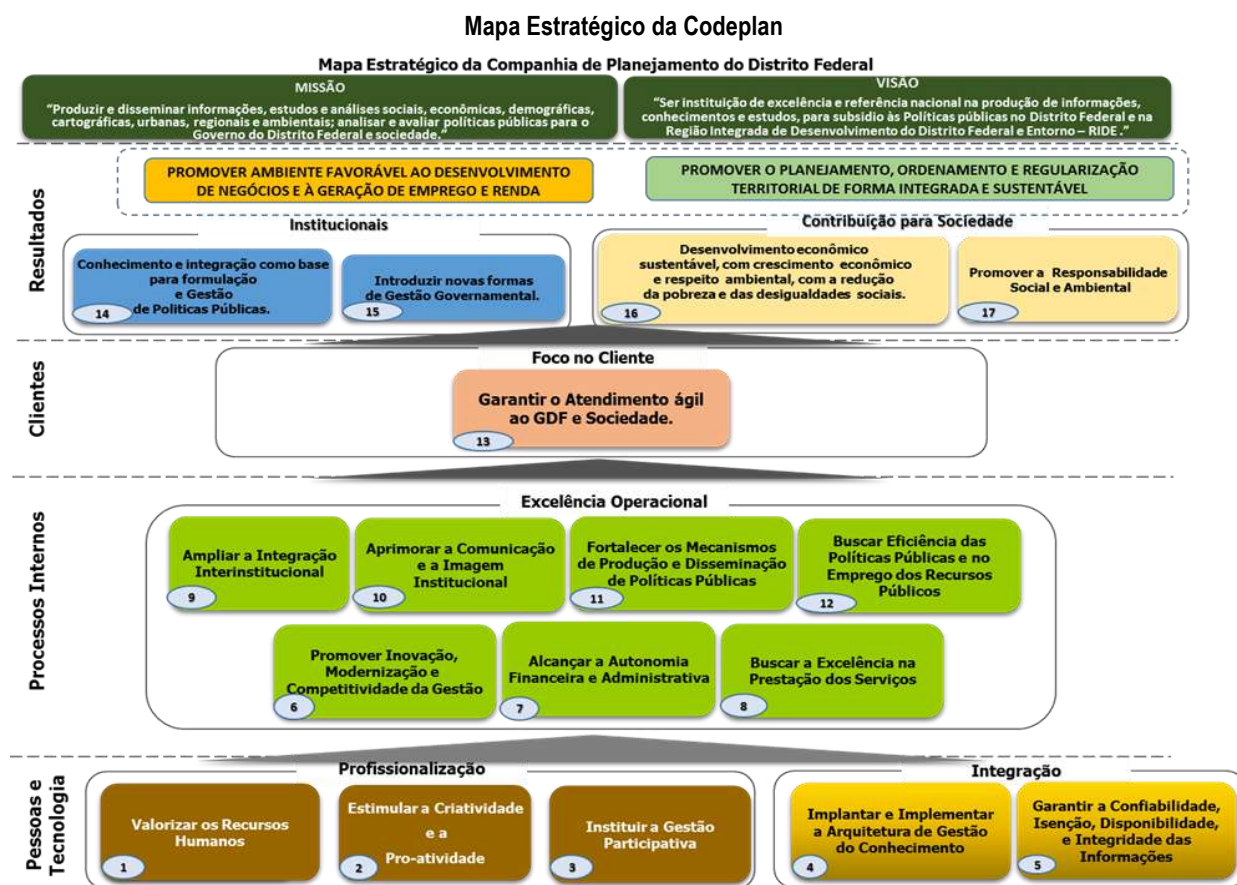 Mapa Estratégico da Codeplan
Mapa Estratégico da Companhia de Planejamento do Distrito Federal
MISSÃO
“Produzir e disseminar informações, estudos e análises sociais, econômicas, demográficas,
cartográficas, urbanas, regionais e ambientais; analisar e avaliar políticas públicas para o
Governo do Distrito Federal e sociedade.”
VISÃO
“Ser instituição de excelência e referência nacional na produção de informações,
conhecimentos e estudos, para subsidio às Políticas públicas no Distrito Federal e na
Região Integrada de Desenvolvimento do Distrito Federal e Entorno – RIDE .”
Resultados
PROMOVER AMBIENTE FAVORÁVEL AO DESENVOLVIMENTO
DE NEGÓCIOS E À GERAÇÃO DE EMPREGO E RENDA
PROMOVER O PLANEJAMENTO, ORDENAMENTO E REGULARIZAÇÃO
TERRITORIAL DE FORMA INTEGRADA E SUSTENTÁVEL
Institucionais
Conhecimento e integração como base
para formulação
e Gestão
de Politicas Públicas.
14
Introduzir novas formas
de Gestão Governamental.
15
Contribuição para Sociedade
Desenvolvimento econômico
sustentável, com crescimento econômico
e respeito ambiental, com a redução
da pobreza e das desigualdades sociais.
16
Promover a Responsabilidade
Social e Ambiental
17
Clientes
Foco no Cliente
Garantir o Atendimento ágil
ao GDF e Sociedade.
13
Processos Internos
Excelência Operacional
Ampliar a Integração
Interinstitucional
9
Aprimorar a Comunicação
e a Imagem
Institucional
10
Fortalecer os Mecanismos
de Produção e Disseminação
de Políticas Públicas
11
Buscar Eficiência das
Políticas Públicas e no
Emprego dos Recursos
Públicos
12
Promover Inovação,
Modernização e
Competitividade da Gestão
6
Alcançar a Autonomia
Financeira e Administrativa
7
Buscar a Excelência na
Prestação dos Serviços
8
Pessoas e
Tecnologia
Profissionalização
Valorizar os Recursos
Humanos
1
Estimular a Criatividade
e a
Pro-atividade
2
Instituir a Gestão
Participativa
3
Integração
Implantar e Implementar
a Arquitetura de Gestão
do Conhecimento
4
Garantir a Confiabilidade,
Isenção, Disponibilidade,
e Integridade das
Informações
5